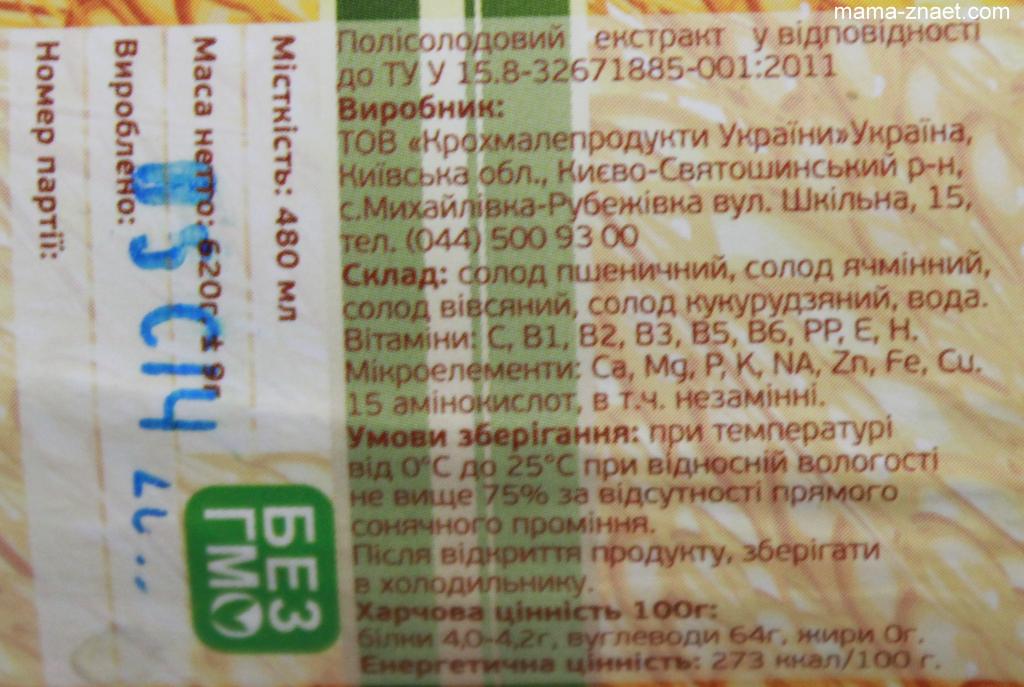 mama-znaet.com
Полісолодовий екстракт у відповідності
до ТУ У 15.8-32671885-001:2011
Виробник:
ТОВ «Крохмалепродукти України»Україна,
Київська обл., Києво-Святошинський р-н,
с.Михайлівка-Рубежівка вул. Шкільна, 15,
тел. (044) 500 93 00
Склад: солод пшеничний, солод ячмінний,
солод вівсяний, солод кукурудзяний, вода.
Вітаміни: С, В1, В2, В3, В5, В6, РР, Е, Н.
Мікроелементи: Ca, Mg, P, K, NA, Zn, Fe, Cu.
15 амінокислот, в т.ч. незамінні.
Умови зберігання: при температурі
від 0°С до 25°С при відносній вологості
не вище 75% за відсутності прямого
сонячного проміння.
Після відкриття продукту, зберігати
в холодильнику.
Харчова цінність 100г:
білки 4,0-4,2г, вуглеводи 64г, жири 0г.
Енергетична цінність: 273 ккал/100 г.
Місткість: 480 мл
Маса нетто: 620г ± 9г
Вироблено:
СІЧ
Номер партії:
БЕЗ
ГМО